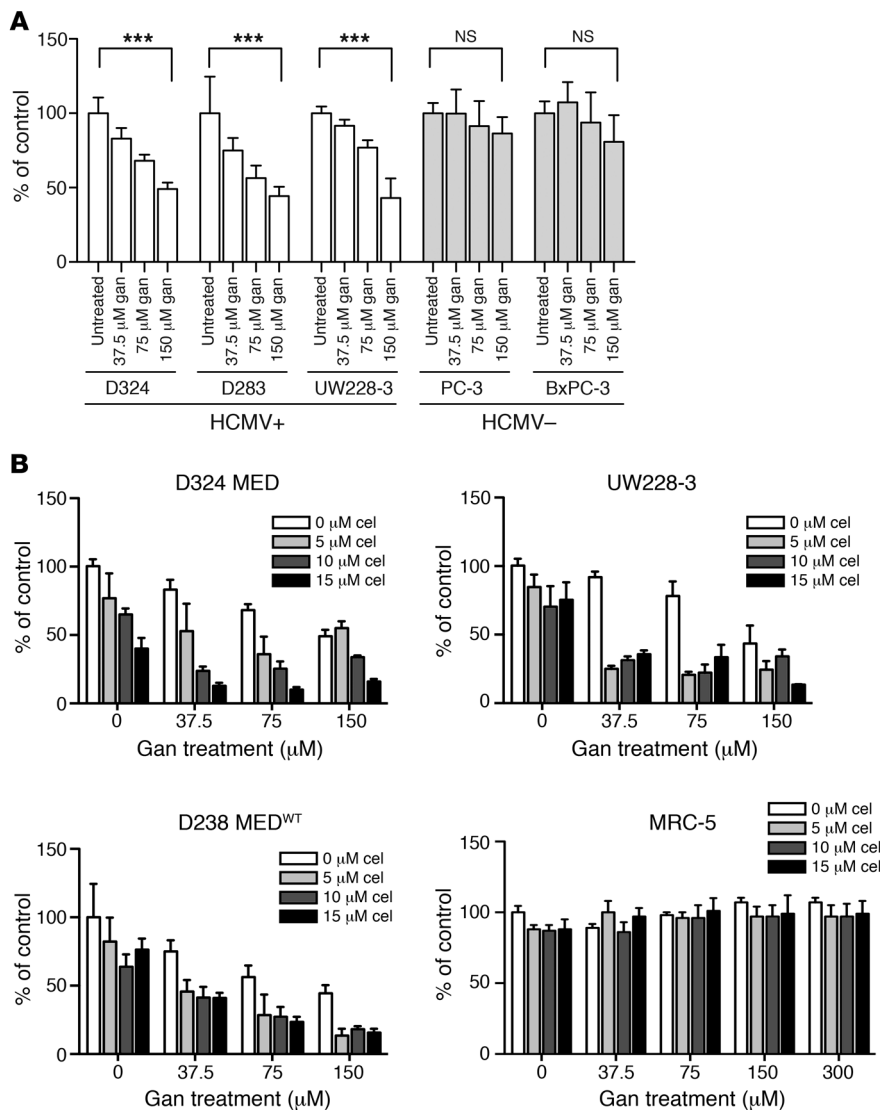 A
150
100
50
0
% of control
*** *** *** NS NS
Untreated 37.5 μM gan 75 μM gan 150 μM gan Untreated 37.5 μM gan 75 μM gan 150 μM gan Untreated 37.5 μM gan 75 μM gan 150 μM gan Untreated 37.5 μM gan 75 μM gan 150 μM gan Untreated 37.5 μM gan 75 μM gan 150 μM gan
D324 D283 UW228-3 PC-3 BxPC-3
HCMV+ HCMV–
B
D324 MED
150
100
50
0
% of control
0 μM cel
5 μM cel
10 μM cel
15 μM cel
0 37.5 75 150
Gan treatment (μM)
UW228-3
150
100
50
0
% of control
0 μM cel
5 μM cel
10 μM cel
15 μM cel
0 37.5 75 150
Gan treatment (μM)
D238 MEDWT
150
100
50
0
% of control
0 μM cel
5 μM cel
10 μM cel
15 μM cel
0 37.5 75 150
Gan treatment (μM)
MRC-5
150
100
50
0
% of control
0 μM cel
5 μM cel
10 μM cel
15 μM cel
0 37.5 75 150 300
Gan treatment (μM)